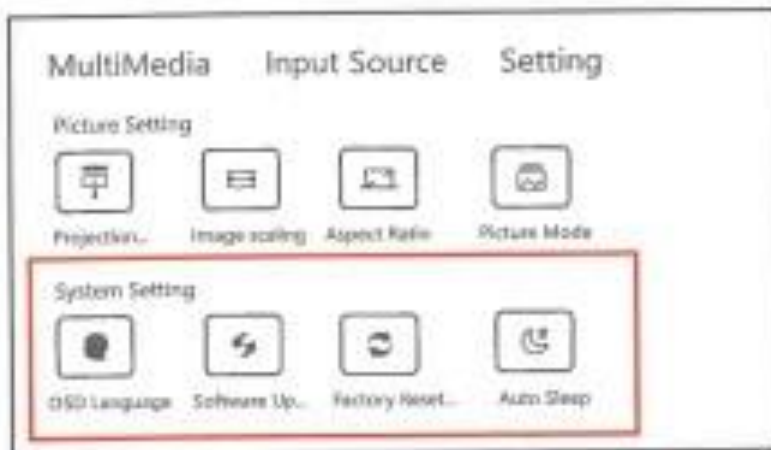 MultiMedia Input Source Setting
Picture Setting
Projection... Image scaling Aspect Ratio Picture Mode
System Setting
OSD Language Software Up... Factory Reset... Auto Sleep